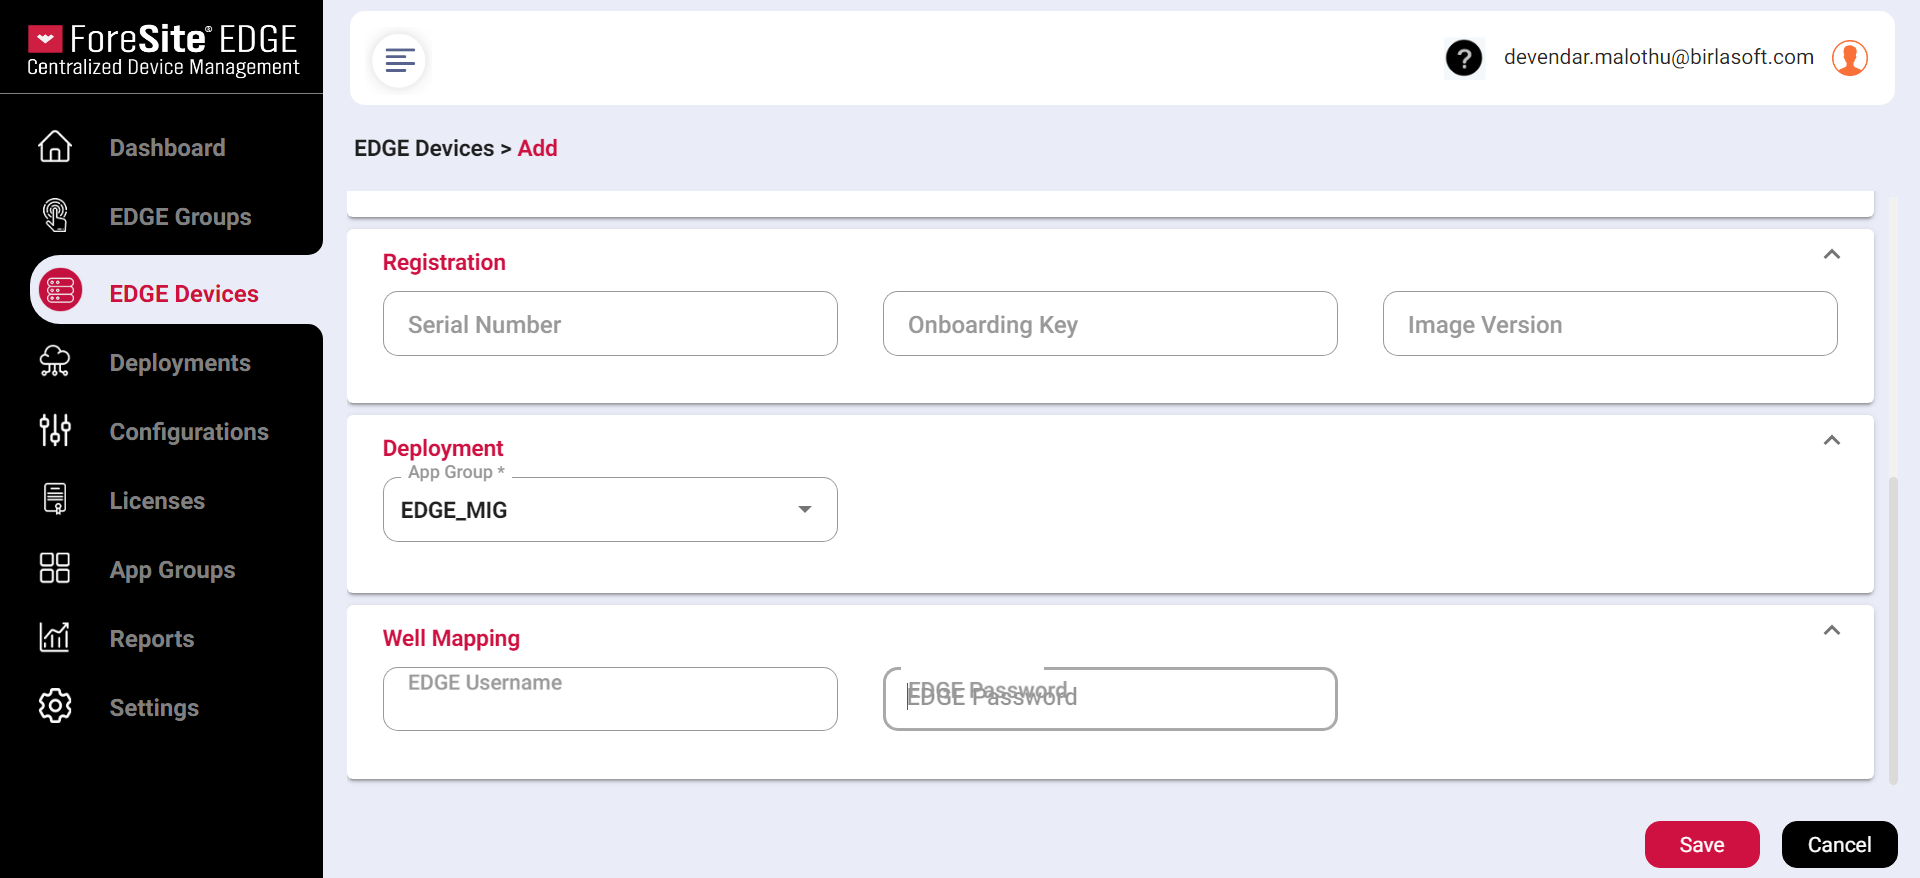 ForeSite® EDGE
Centralized Device Management
?
devendar.malothu@birlasoft.com
Dashboard
EDGE Groups
EDGE Devices
Deployments
Configurations
Licenses
App Groups
Reports
Settings
EDGE Devices > Add
Registration
Serial Number
Onboarding Key
Image Version
Deployment
App Group *
EDGE_MIG
Well Mapping
EDGE Username
EDGE Password
EDGE Password
Save
Cancel